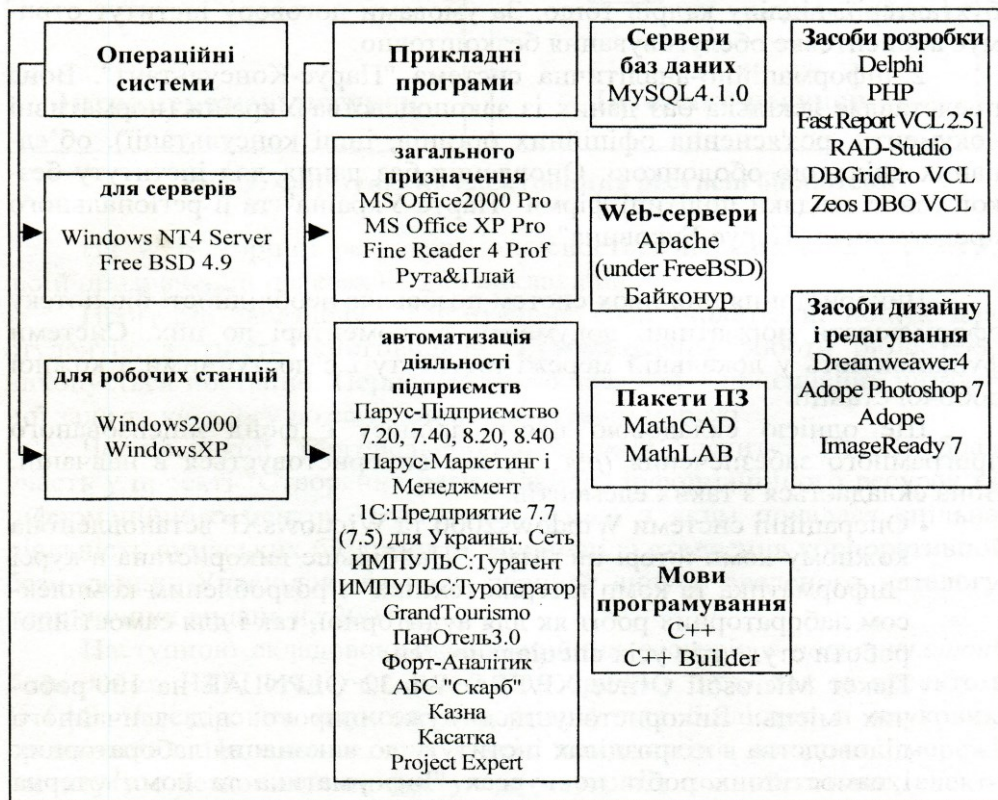 Операційні
системи
для серверів
Windows NT4 Server
Free BSD 4.9
для робочих станцій
Windows2000
WindowsXP
Прикладні
програми
загального
призначення
MS Office2000 Pro
MS Office XP Pro
Fine Reader 4 Prof
Рута&Плай
автоматизація
діяльності
підприємств
Парус-Підприємство
7.20, 7.40, 8.20, 8.40
Парус-Маркетинг і
Менеджмент
1С:Предприятие 7.7
(7.5) для Украины. Сеть
ИМПУЛЬС:Турагент
ИМПУЛЬС:Туроператор
GrandTourismo
ПанОтель3.0
Форт-Аналітик
АБС "Скарб"
Казна
Касатка
Project Expert
Сервери
баз даних
MySQL4.1.0
Web-сервери
Apache
(under FreeBSD)
Байконур
Пакети ПЗ
MathCAD
MathLAB
Мови
програмування
C++
C++ Builder
Засоби розробки
Delphi
PHP
FastReport VCL 2.51
RAD-Studio
DBGridPro VCL
Zeos DBO VCL
Засоби дизайну
і редагування
DreamWeawer4
Adope Photoshop 7
Adope
ImageReady 7